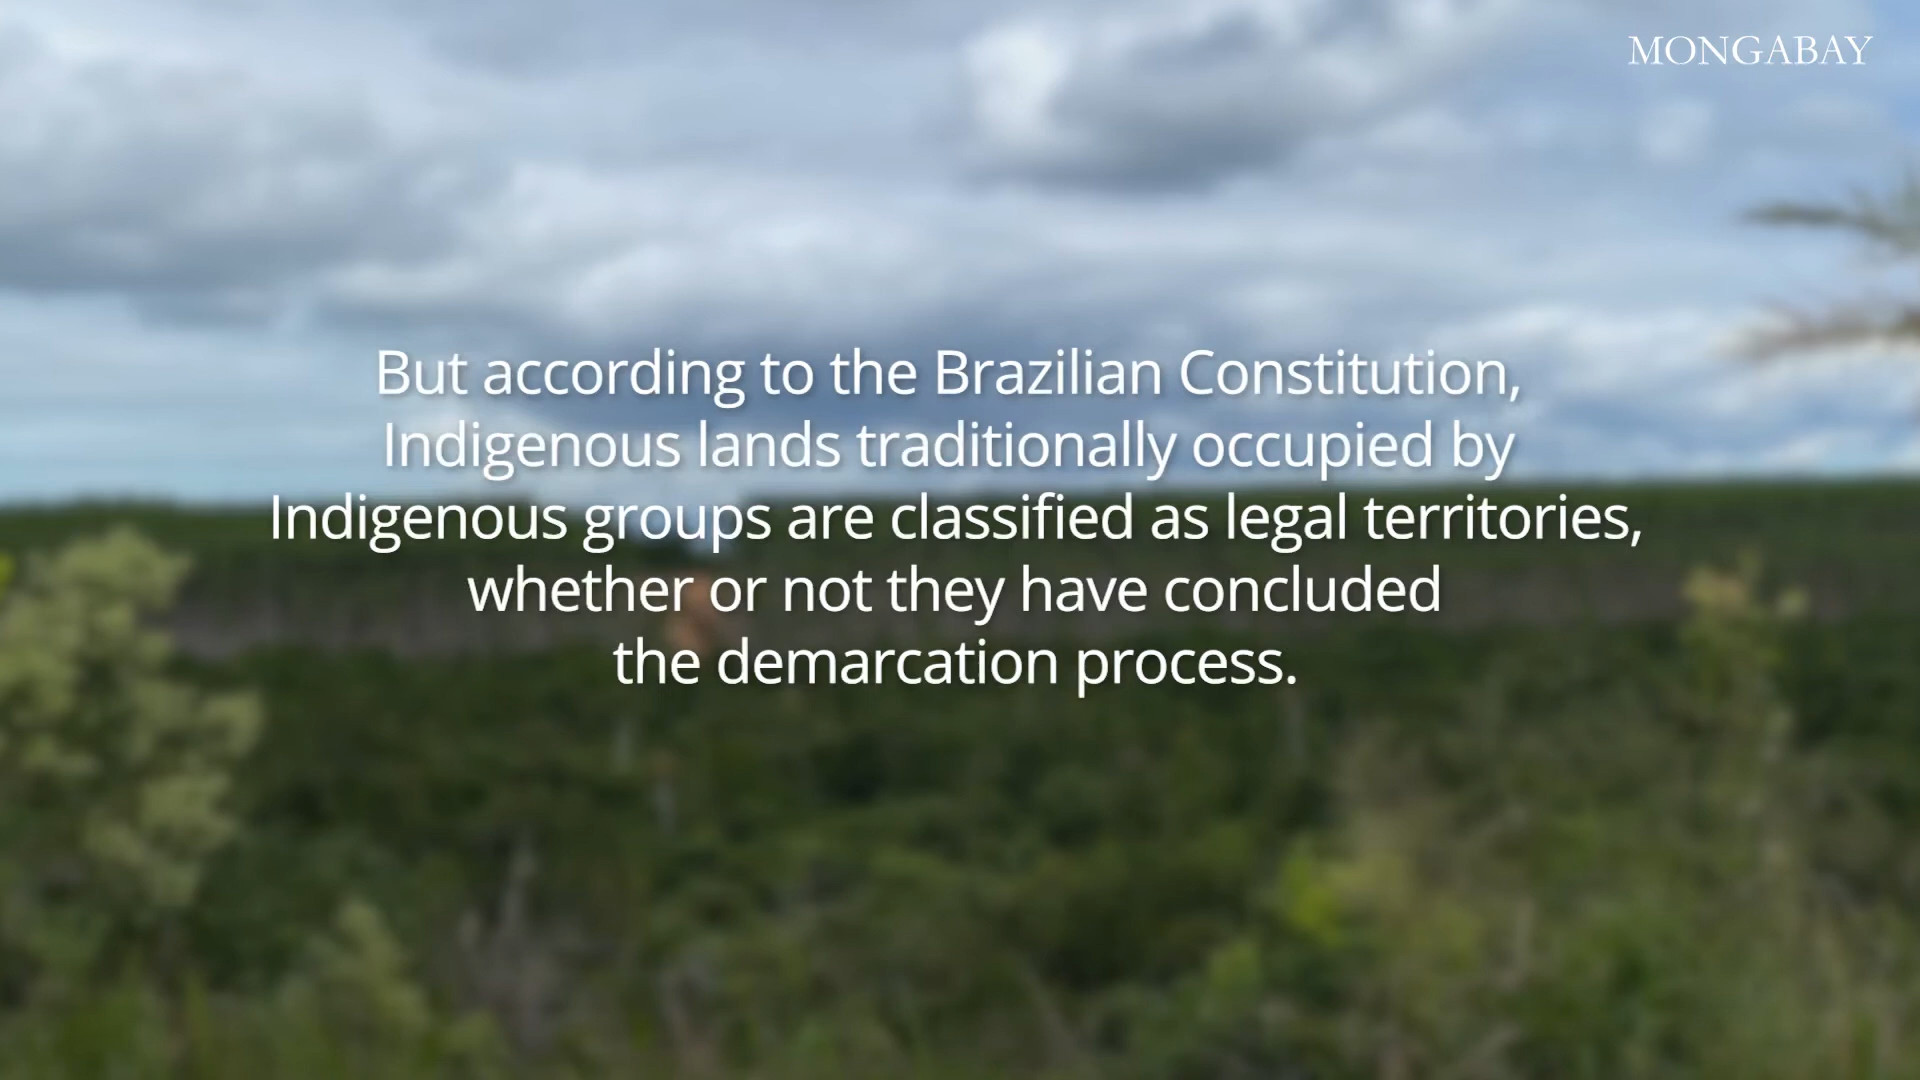 MONGABAY
But according to the Brazilian Constitution,
Indigenous lands traditionally occupied by
Indigenous groups are classified as legal territories,
whether or not they have concluded
the demarcation process.